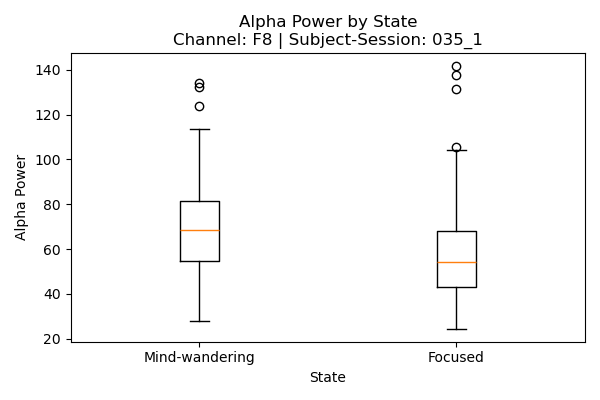 Alpha Power by State
Channel: F8 | Subject-Session: 035_1
140
120
100
80
60
40
20
Alpha Power
Mind-wandering
Focused
State